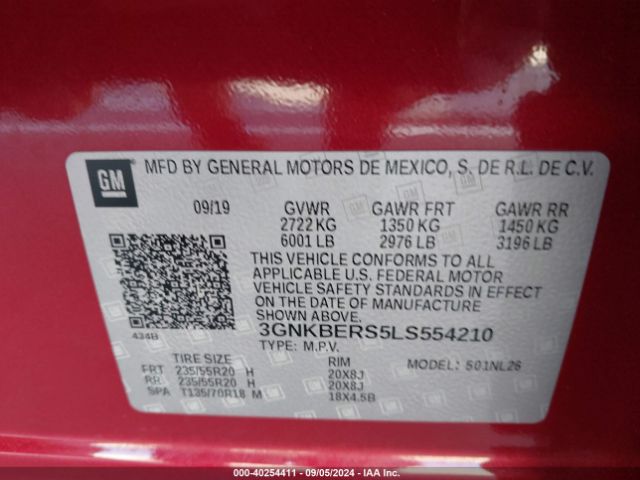 GM
MFD BY GENERAL MOTORS DE MEXICO, S. DE R.L. DE C.V.
09/19 GVWR GAWR FRT GAWR RR
2722 KG 1350 KG 1450 KG
6001 LB 2976 LB 3196 LB
THIS VEHICLE CONFORMS TO ALL
APPLICABLE U.S. FEDERAL MOTOR
VEHICLE SAFETY STANDARDS IN EFFECT
ON THE DATE OF MANUFACTURE
SHOWN ABOVE.
3GNKBERS5LS554210
434B
TYPE: M.P.V.
MODEL: 501NL26
TIRE SIZE RIM
FRT 235/55R20 H 20X8J
RR 235/55R20 H 20X8J
SPA T135/70R18 M 18X4.5B
000-40254411 - 09/05/2024 - IAA Inc.